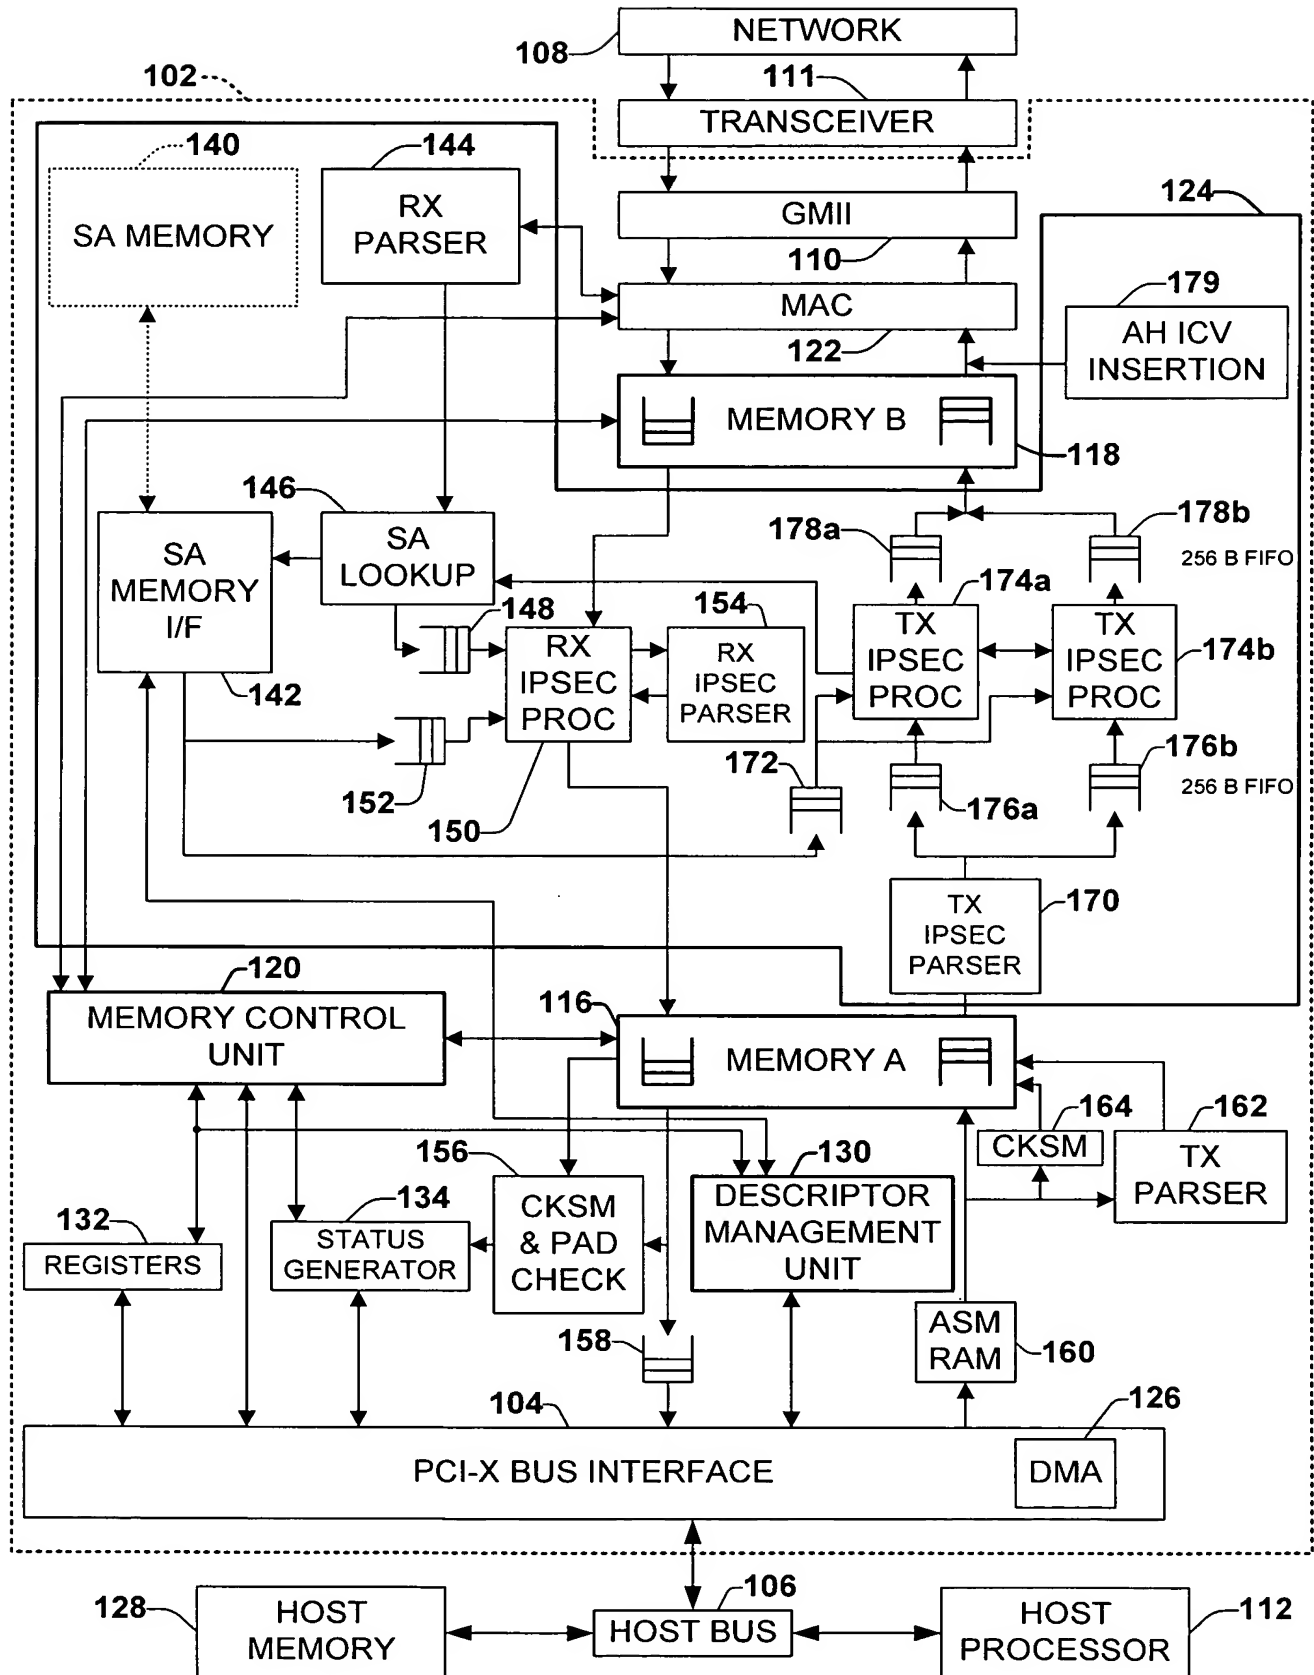 NETWORK
108
102
111
TRANSCEIVER
140
144
124
SA MEMORY
RX
PARSER
GMII
110
179
MAC
122
AH ICV
INSERTION
MEMORY B
118
146
178a
178b
256 B FIFO
SA
MEMORY
I/F
SA
LOOKUP
148
154
174a
RX
IPSEC
PROC
RX
IPSEC
PARSER
TX
IPSEC
PROC
TX
IPSEC
PROC
174b
142
152
150
172
176a
176b
256 B FIFO
TX
IPSEC
PARSER
170
120
MEMORY CONTROL
UNIT
116
MEMORY A
164
162
CKSM
TX
PARSER
156
130
132
REGISTERS
134
STATUS
GENERATOR
CKSM
& PAD
CHECK
DESCRIPTOR
MANAGEMENT
UNIT
158
ASM
RAM
160
104
126
PCI-X BUS INTERFACE
DMA
128
HOST
MEMORY
106
HOST BUS
HOST
PROCESSOR
112